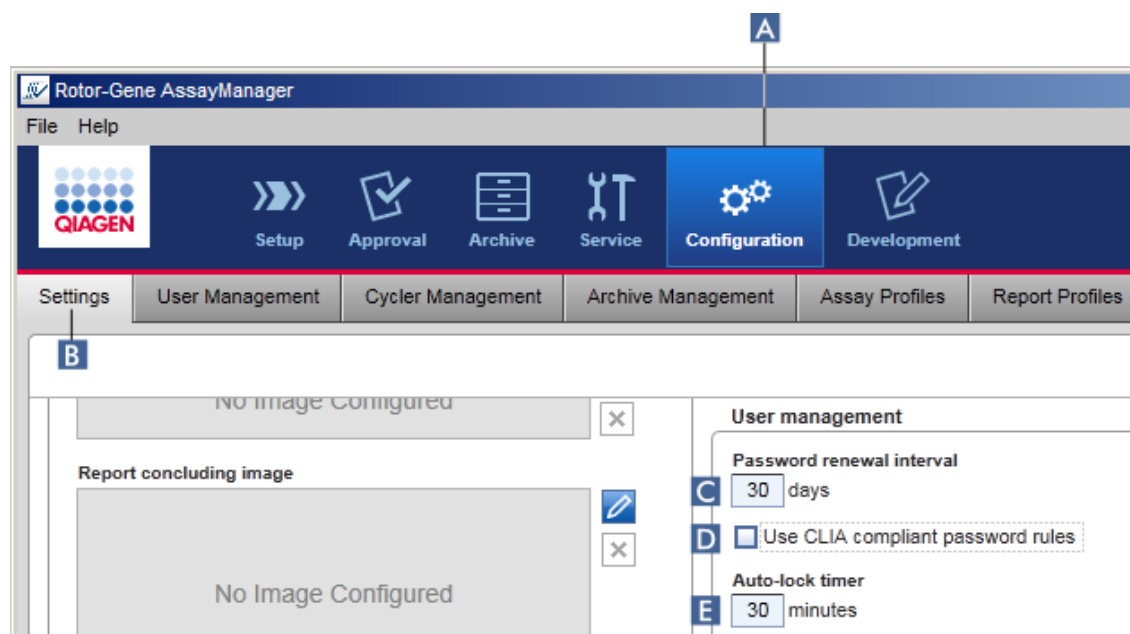 A
Rotor-Gene AssayManager
File Help
QIAGEN
Setup
Approval
Archive
Service
Configuration
Development
Settings
User Management
Cycler Management
Archive Management
Assay Profiles
Report Profiles
B
No Image Configured
Report concluding image
No Image Configured
User management
Password renewal interval
C 30 days
D Use CLIA compliant password rules
Auto-lock timer
E 30 minutes